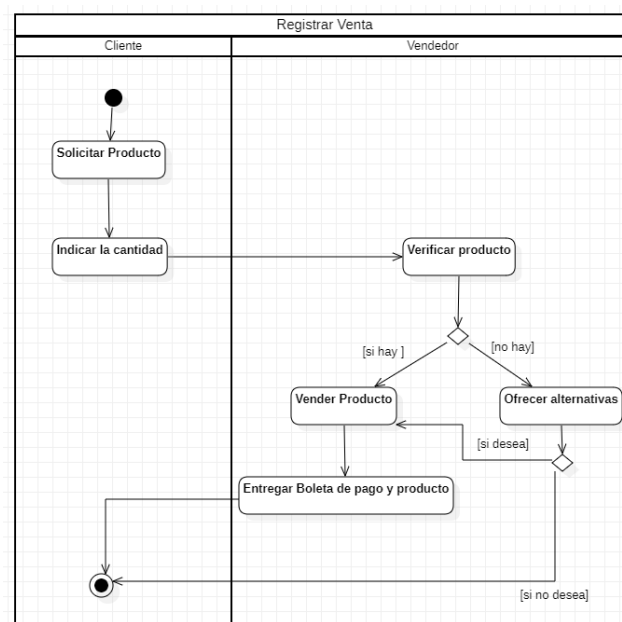 Registrar Venta
Cliente
Vendedor
Solicitar Producto
Indicar la cantidad
Verificar producto
[si hay ]
[no hay]
Vender Producto
Ofrecer alternativas
[si desea]
Entregar Boleta de pago y producto
[si no desea]